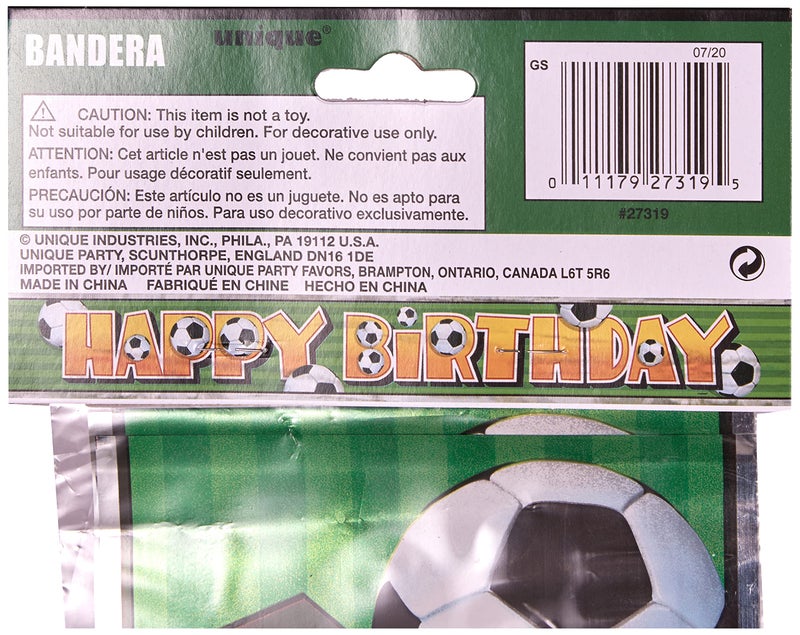 BANDERA
unique®
07/20
GS
0 11179 27319 5
#27319
CAUTION: This item is not a toy.
Not suitable for use by children. For decorative use only.
ATTENTION: Cet article n'est pas un jouet. Ne convient pas aux
enfants. Pour usage décoratif seulement.
PRECAUCIÓN: Este artículo no es un juguete. No es apto para
su uso por parte de niños. Para uso decorativo exclusivamente.
© UNIQUE INDUSTRIES, INC., PHILA., PA 19112 U.S.A.
UNIQUE PARTY, SCUNTHORPE, ENGLAND DN16 1DE
IMPORTED BY/ IMPORTÉ PAR UNIQUE PARTY FAVORS, BRAMPTON, ONTARIO, CANADA L6T 5R6
MADE IN CHINA FABRIQUÉ EN CHINE HECHO EN CHINA
HAPPY BiRTHDAY